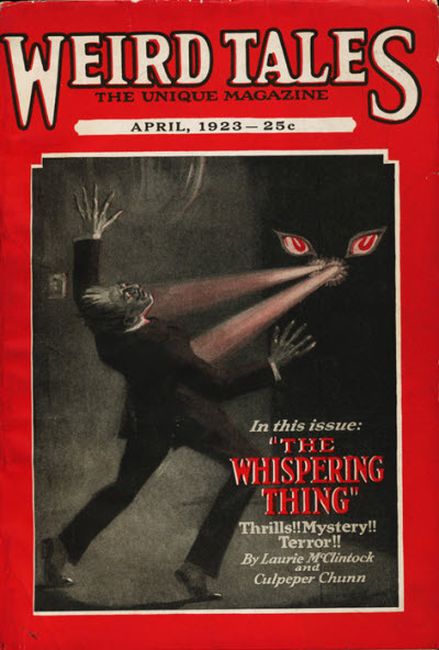 WEIRD TALES
THE UNIQUE MAGAZINE
APRIL, 1923—25c
In this issue:
"THE
WHISPERING
THING"
Thrills!!Mystery!!
Terror!!
By Laurie McClintock
and
Culpeper Chunn